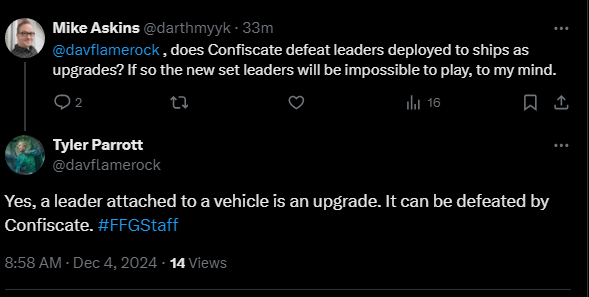 Mike Askins @darthmyyk · 33m
@davflamerock , does Confiscate defeat leaders deployed to ships as
upgrades? If so the new set leaders will be impossible to play, to my mind.
2
16
Tyler Parrott
@davflamerock
Yes, a leader attached to a vehicle is an upgrade. It can be defeated by
Confiscate. #FFGStaff
8:58 AM · Dec 4, 2024 · 14 Views